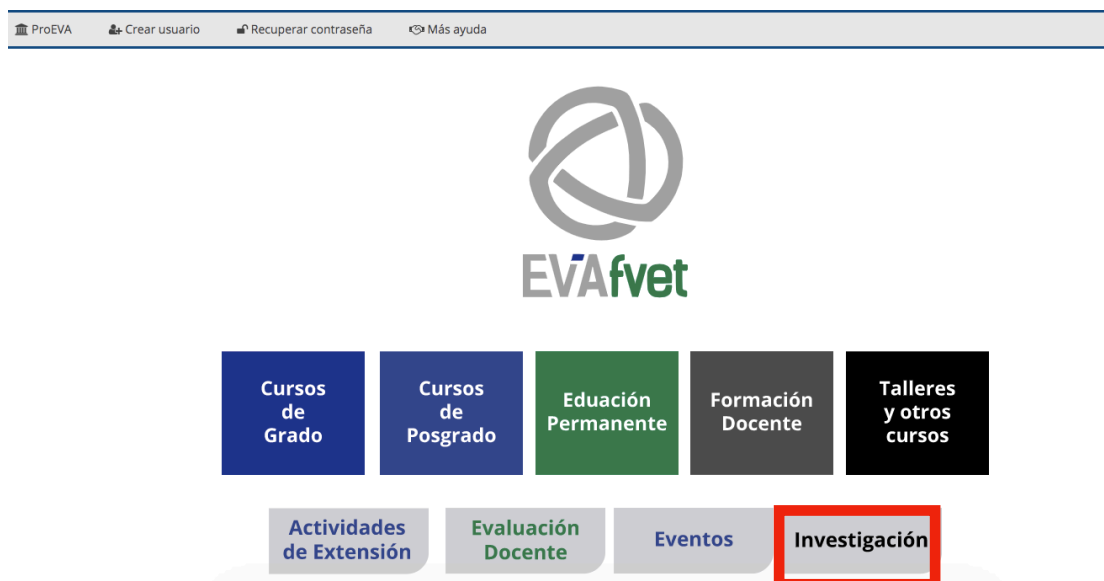 ProEVA Crear usuario Recuperar contraseña Más ayuda
EVAfvet
Cursos
de
Grado
Cursos
de
Posgrado
Eduación
Permanente
Formación
Docente
Talleres
y otros
cursos
Actividades
de Extensión
Evaluación
Docente
Eventos
Investigación